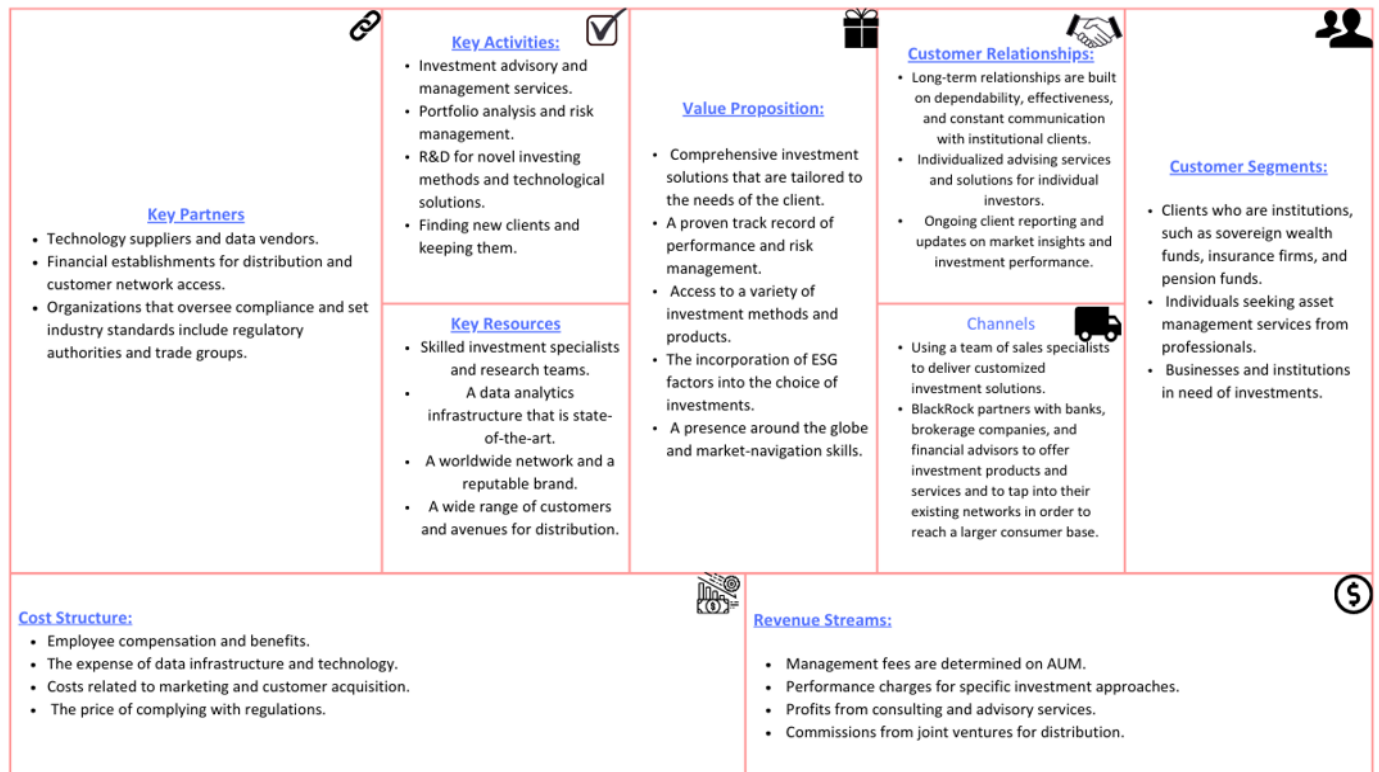 Key Partners
• Technology suppliers and data vendors.
• Financial establishments for distribution and
customer network access.
• Organizations that oversee compliance and set
industry standards include regulatory
authorities and trade groups.
Key Activities:
• Investment advisory and
management services.
• Portfolio analysis and risk
management.
• R&D for novel investing
methods and technological
solutions.
• Finding new clients and
keeping them.
Key Resources
• Skilled investment specialists
and research teams.
• A data analytics
infrastructure that is state-
of-the-art.
• A worldwide network and a
reputable brand.
• A wide range of customers
and avenues for distribution.
Value Proposition:
• Comprehensive investment
solutions that are tailored to
the needs of the client.
• A proven track record of
performance and risk
management.
• Access to a variety of
investment methods and
products.
• The incorporation of ESG
factors into the choice of
investments.
• A presence around the globe
and market-navigation skills.
Customer Relationships:
• Long-term relationships are built
on dependability, effectiveness,
and constant communication
with institutional clients.
• Individualized advising services
and solutions for individual
investors.
• Ongoing client reporting and
updates on market insights and
investment performance.
Channels
• Using a team of sales specialists
to deliver customized
investment solutions.
• BlackRock partners with banks,
brokerage companies, and
financial advisors to offer
investment products and
services and to tap into their
existing networks in order to
reach a larger consumer base.
Customer Segments:
• Clients who are institutions,
such as sovereign wealth
funds, insurance firms, and
pension funds.
• Individuals seeking asset
management services from
professionals.
• Businesses and institutions
in need of investments.
Cost Structure:
• Employee compensation and benefits.
• The expense of data infrastructure and technology.
• Costs related to marketing and customer acquisition.
• The price of complying with regulations.
Revenue Streams:
• Management fees are determined on AUM.
• Performance charges for specific investment approaches.
• Profits from consulting and advisory services.
• Commissions from joint ventures for distribution.